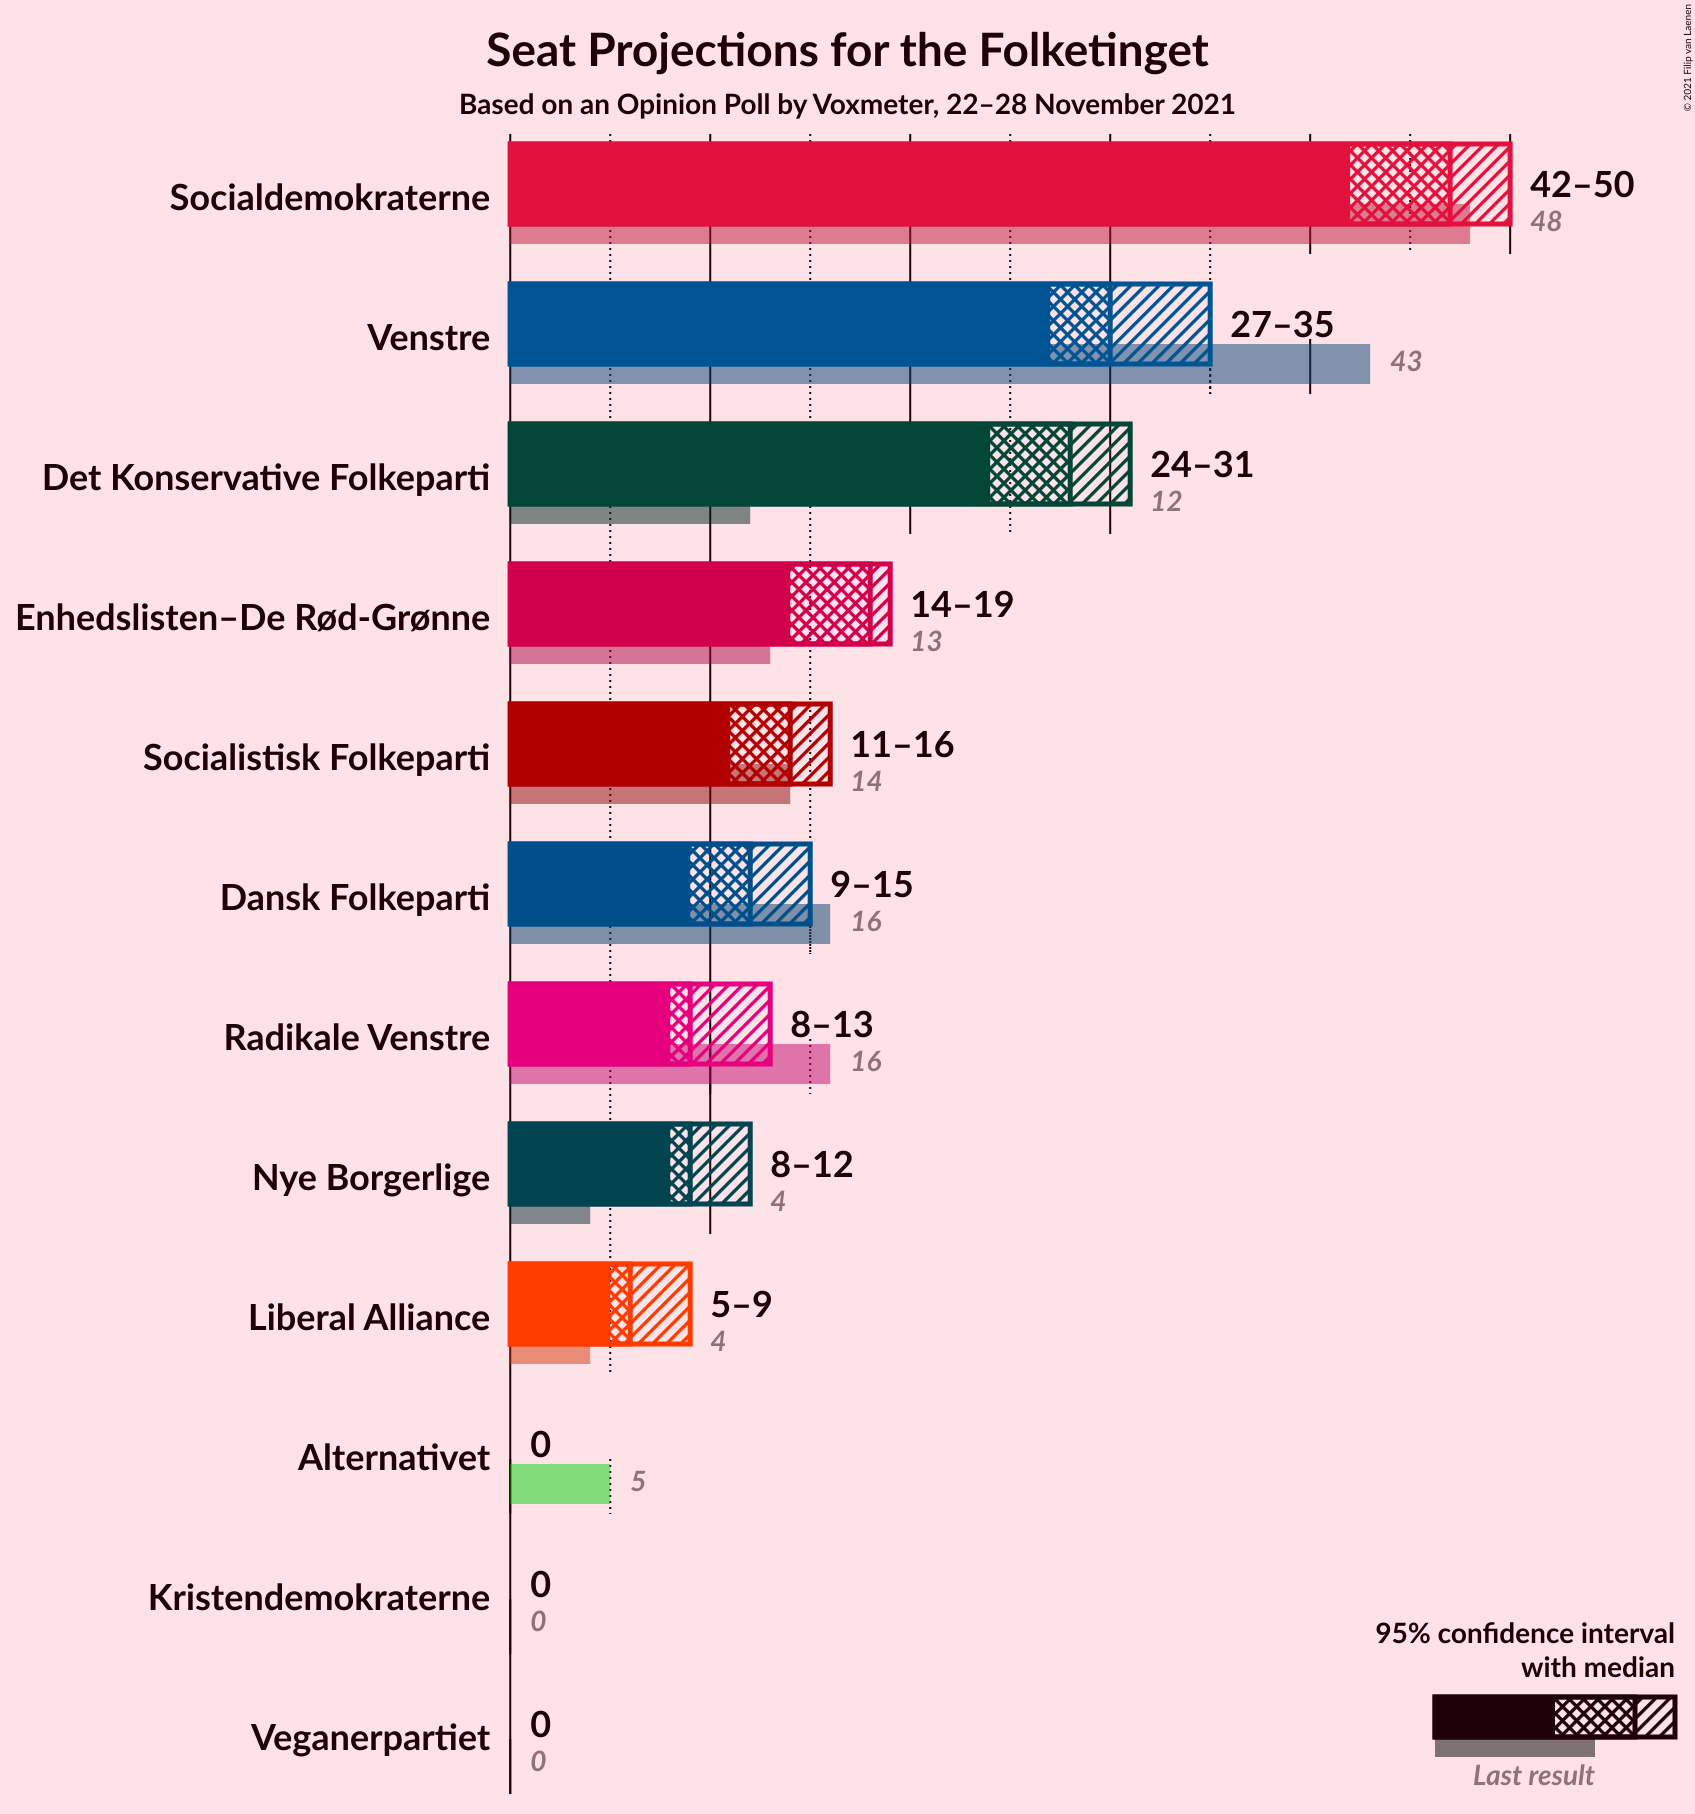 Seat Projections for the Folketinget
Based on an Opinion Poll by Voxmeter, 22–28 November 2021
© 2021 Filip van Laenen
Socialdemokraterne
42–50
48
Venstre
27–35
43
Det Konservative Folkeparti
24–31
12
Enhedslisten–De Rød-Grønne
14–19
13
Socialistisk Folkeparti
11–16
14
Dansk Folkeparti
9–15
16
Radikale Venstre
8–13
16
Nye Borgerlige
8–12
4
Liberal Alliance
5–9
4
Alternativet
0
5
Kristendemokraterne
0
0
Veganerpartiet
0
0
95% confidence interval
with median
Last result